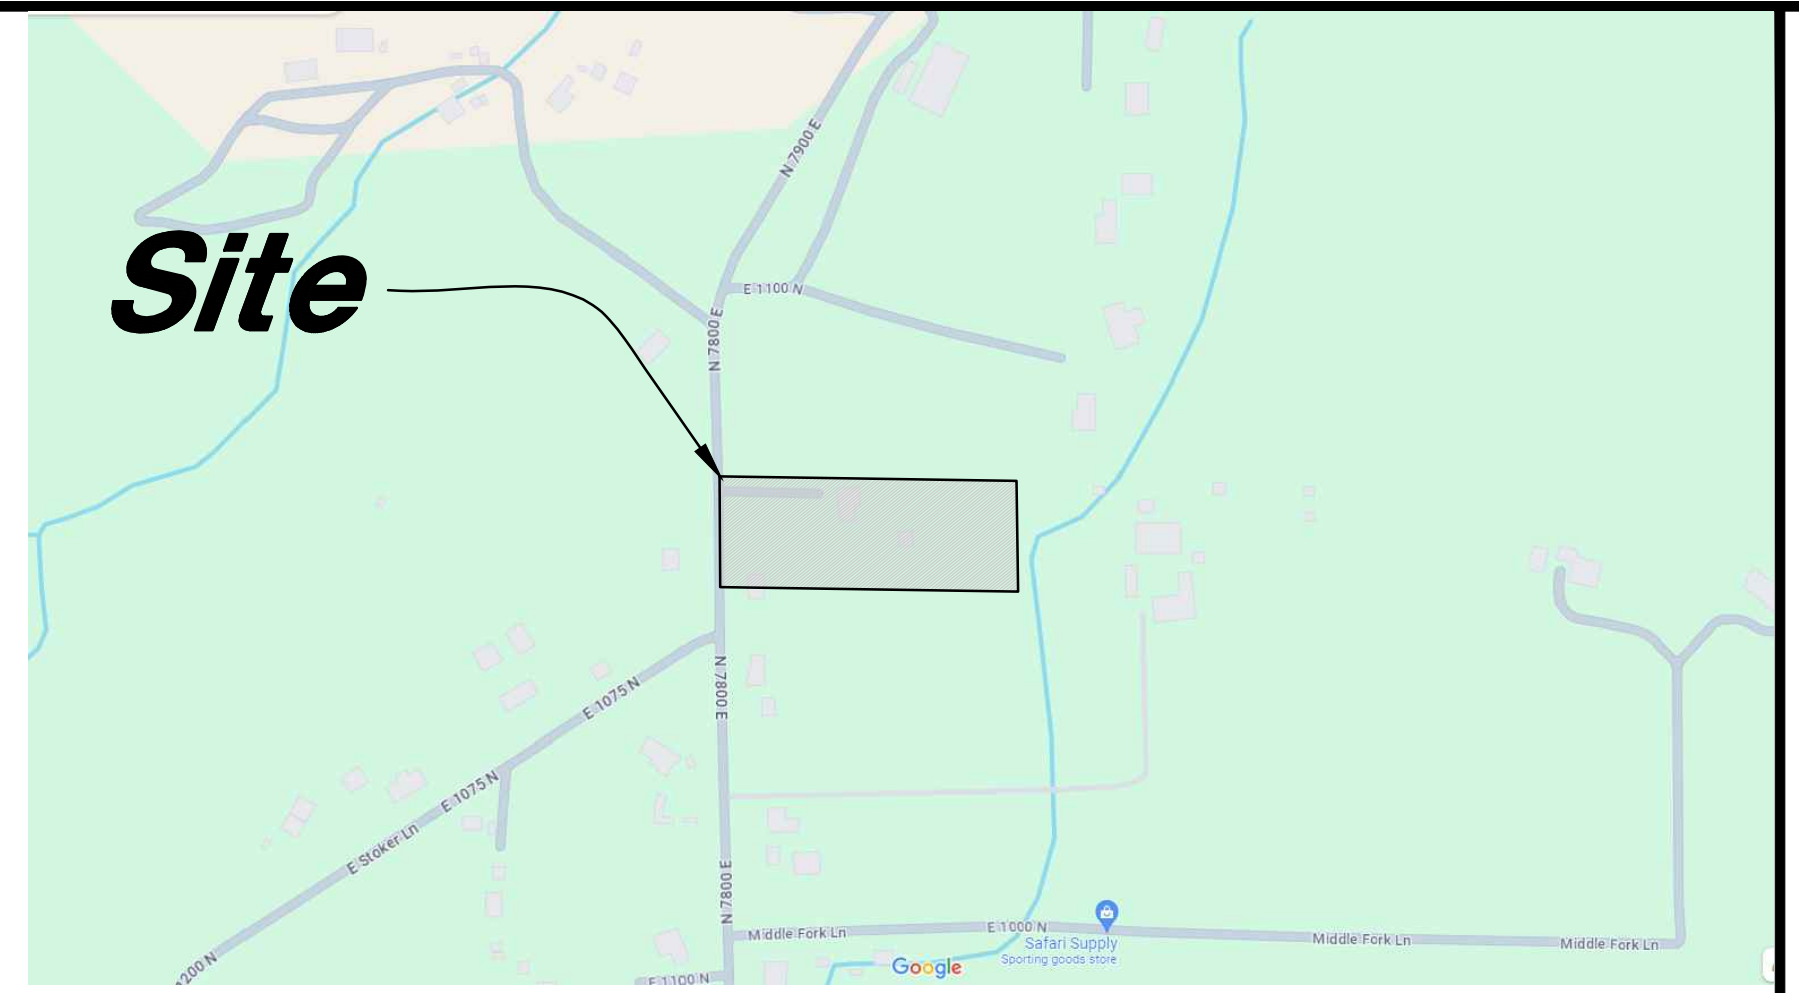 N 7900 E
Site
E 1100 N
N 7800 E
N 7800 E
E 1075 N
E 1075 N
E Stoker Ln
N 7800 E
Middle Fork Ln
E 1000 N
Middle Fork Ln
Middle Fork Ln
Safari Supply
Sporting goods store
1200 N
Google
E 1100 N